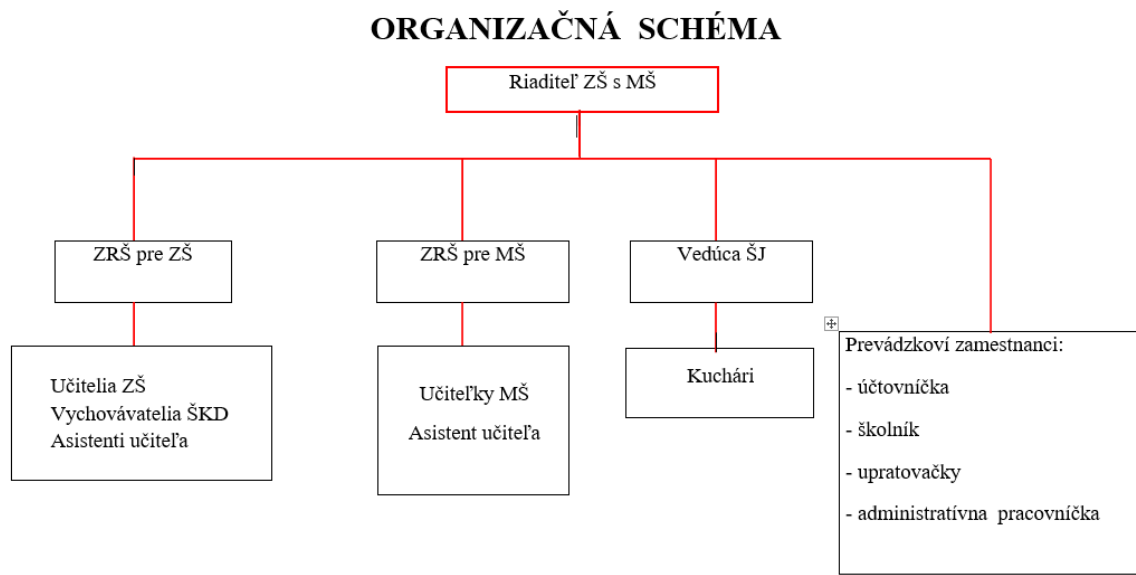 ORGANIZAČNÁ SCHÉMA
Riaditeľ ZŠ s MŠ
ZRŠ pre ZŠ
ZRŠ pre MŠ
Vedúca ŠJ
Učitelia ZŠ
Vychovávatelia ŠKD
Asistenti učiteľa
Učiteľky MŠ
Asistent učiteľa
Kuchári
Prevádzkoví zamestnanci:
- účtovníčka
- školník
- upratovačky
- administratívna pracovníčka